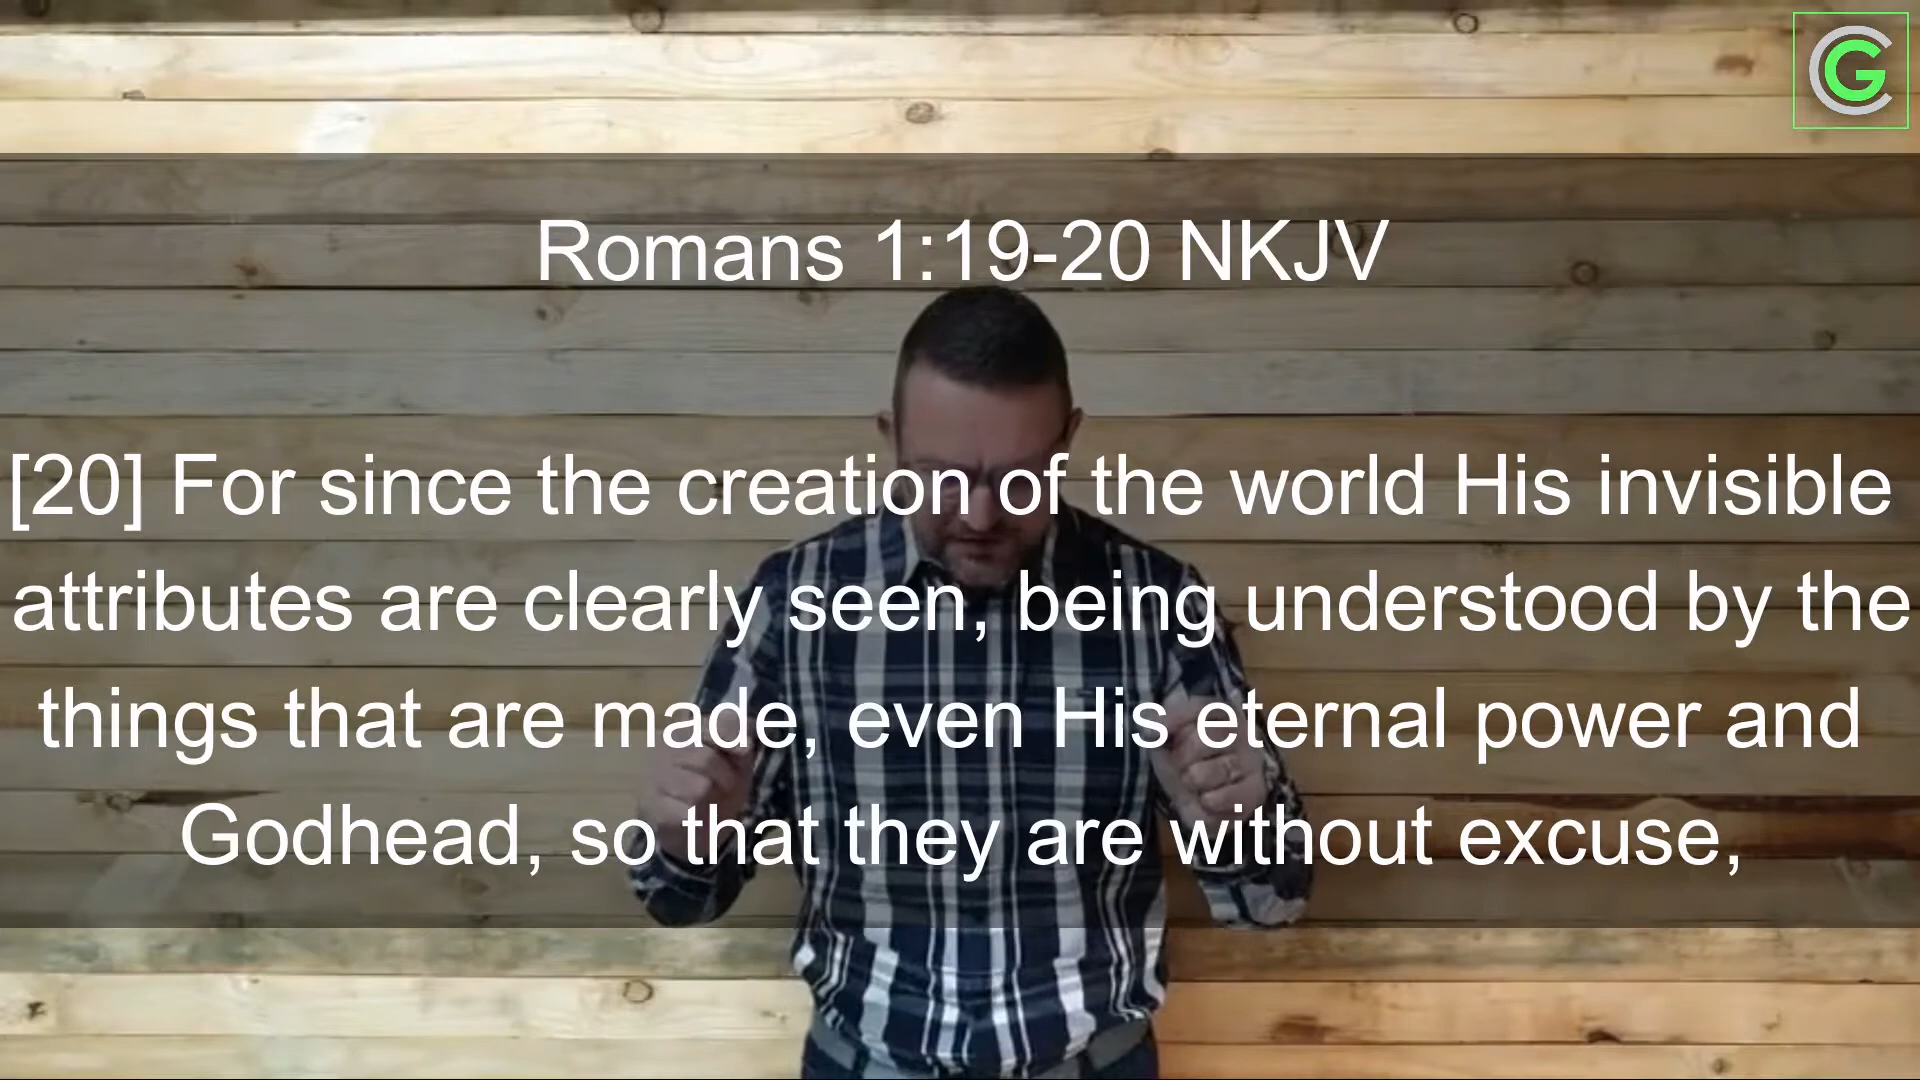 CG
Romans 1:19-20 NKJV
[20] For since the creation of the world His invisible
attributes are clearly seen, being understood by the
things that are made, even His eternal power and
Godhead, so that they are without excuse,